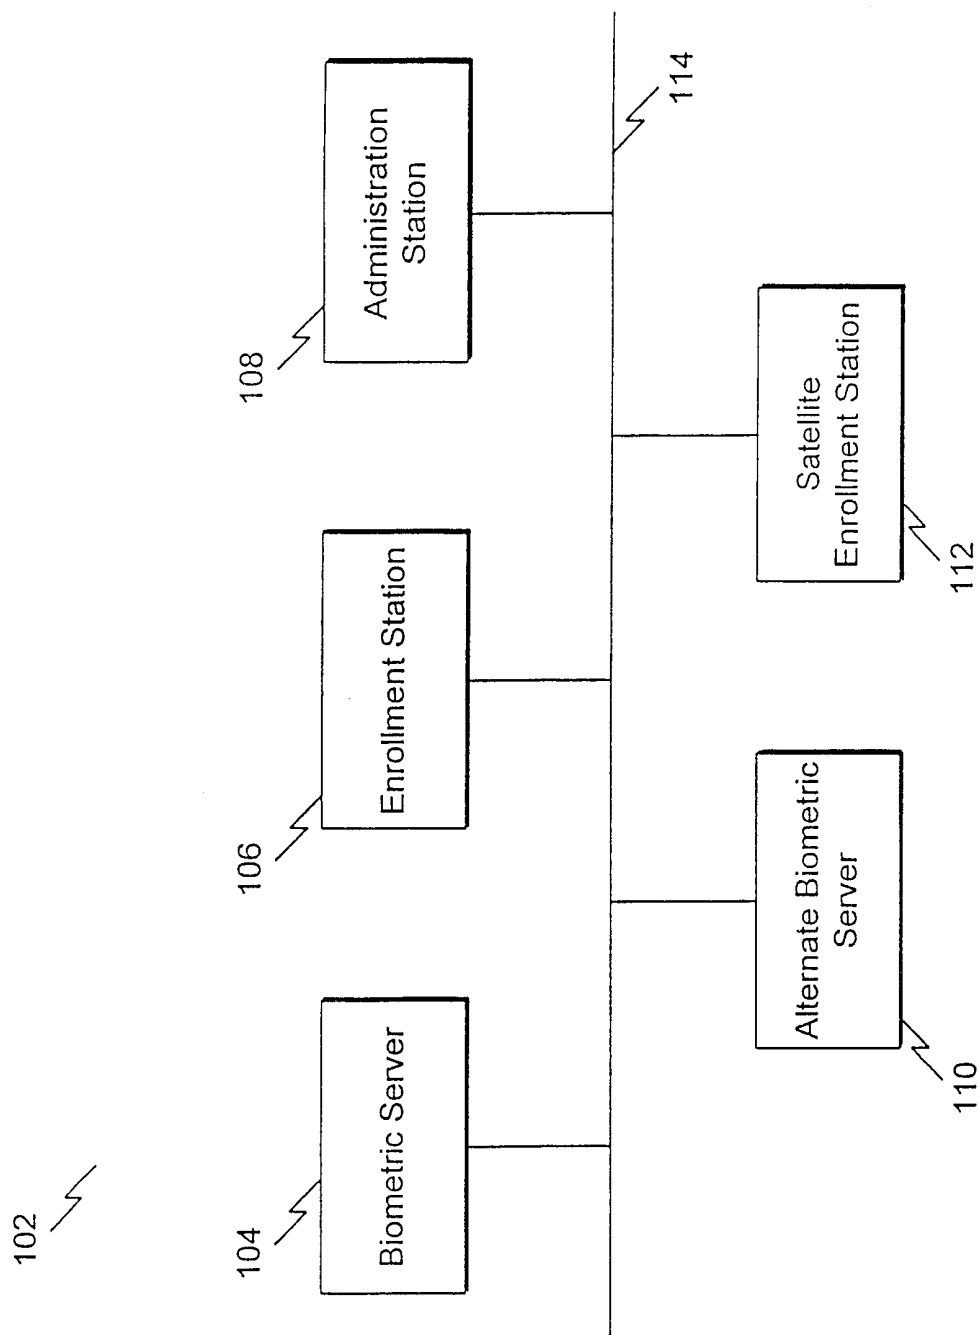 102
104
Biometric Server
106
Enrollment Station
108
Administration
Station
114
110
Alternate Biometric
Server
112
Satellite
Enrollment Station